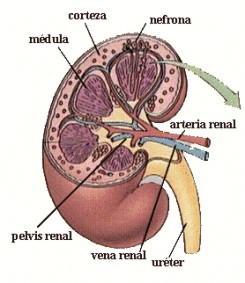 corteza
nefrona
médula
arteria renal
pelvis renal
vena renal
uréter